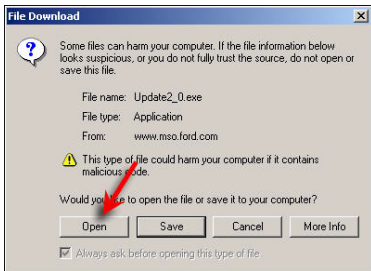 File Download
Some files can harm your computer. If the file information below
looks suspicious, or you do not fully trust the source, do not open or
save this file.
File name: Update2_0.exe
File type: Application
From: www.mso.ford.com
This type of file could harm your computer if it contains
malicious code.
Would you like to open the file or save it to your computer?
Open Save Cancel More Info
Always ask before opening this type of file